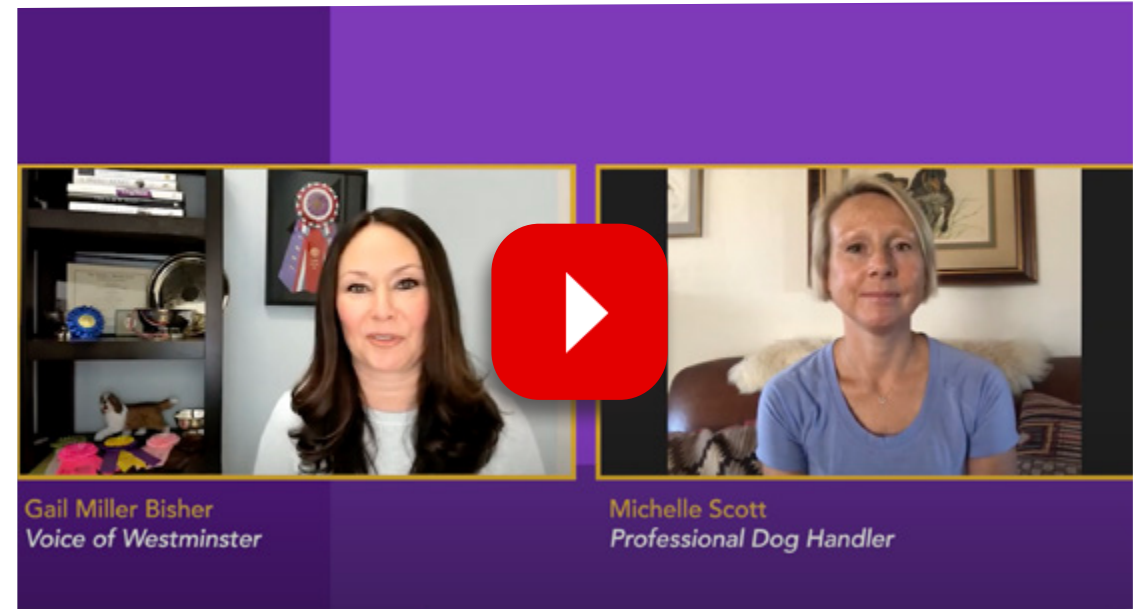 Gail Miller Bisher
Voice of Westminster
Michelle Scott
Professional Dog Handler